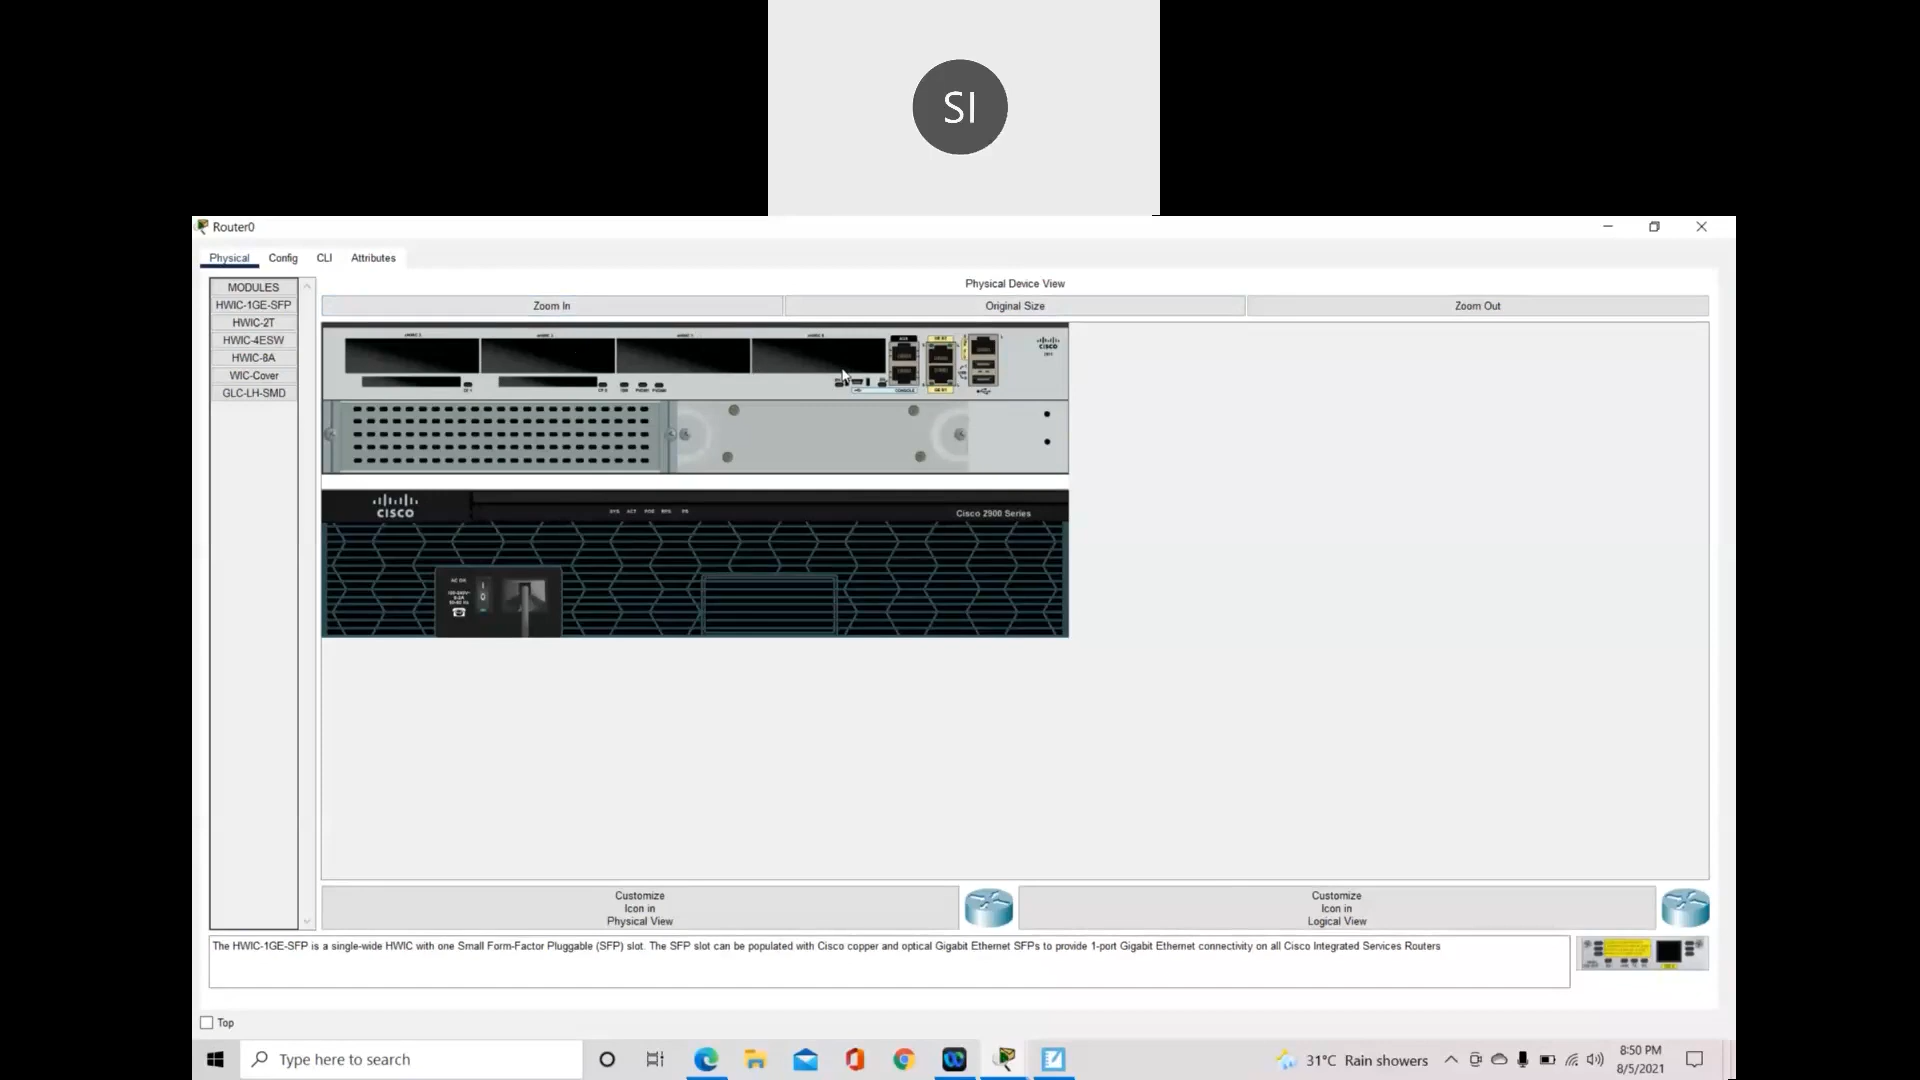 SI
Router0
Physical Config CLI Attributes
MODULES
HWIC-1GE-SFP
HWIC-2T
HWIC-4ESW
HWIC-8A
WIC-Cover
GLC-LH-SMD
Physical Device View
Zoom In Original Size Zoom Out
CISCO
CONSOLE
CISCO
Cisco 2900 Series
Customize
Icon in
Physical View
Customize
Icon in
Logical View
The HWIC-1GE-SFP is a single-wide HWIC with one Small Form-Factor Pluggable (SFP) slot. The SFP slot can be populated with Cisco copper and optical Gigabit Ethernet SFPs to provide 1-port Gigabit Ethernet connectivity on all Cisco Integrated Services Routers
Top
Type here to search
31°C Rain showers
8:50 PM
8/5/2021